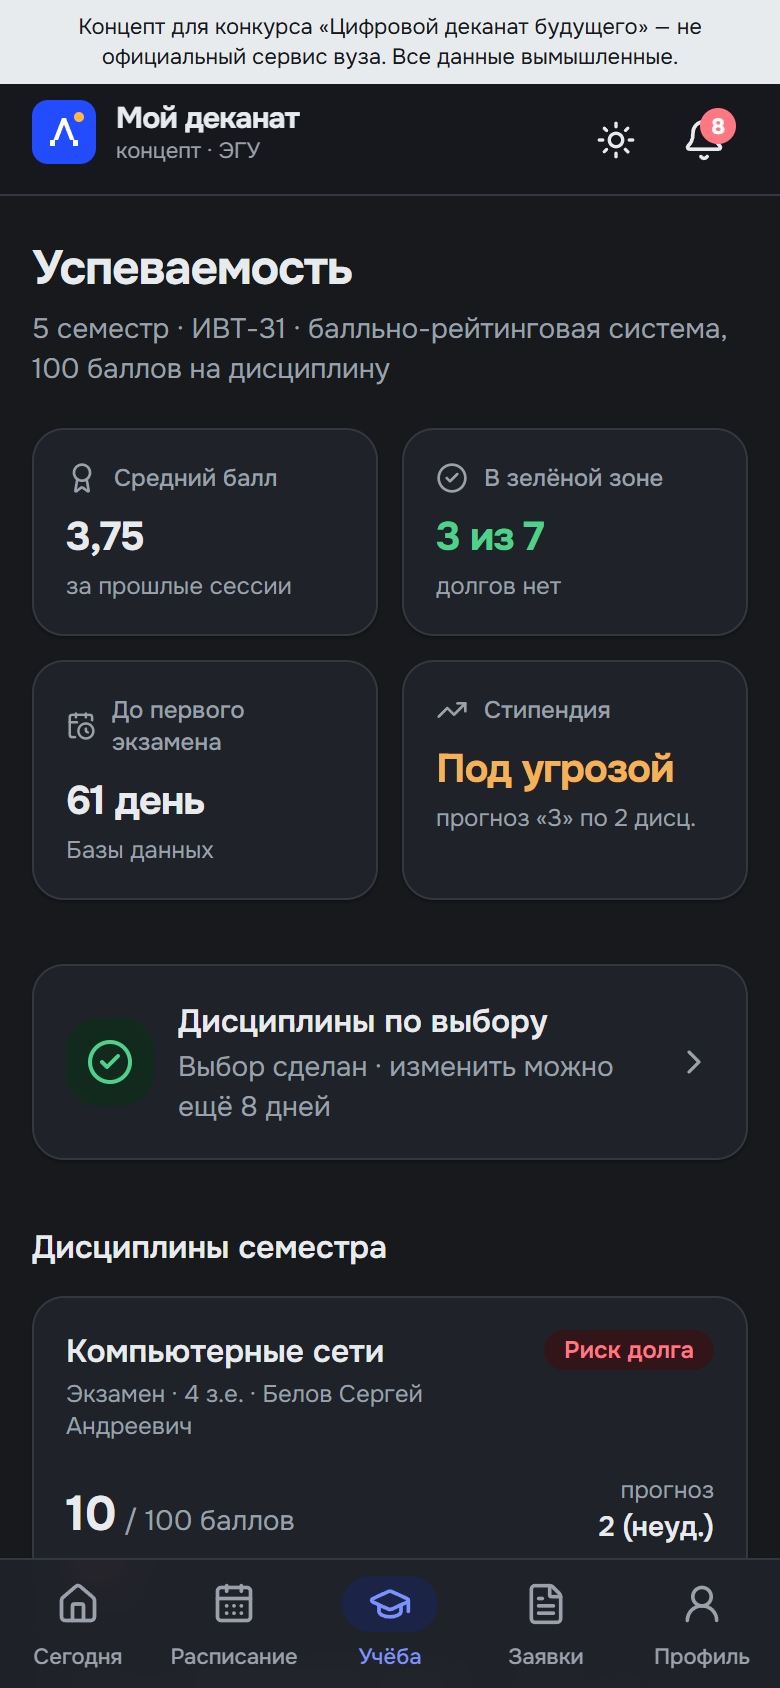 Концепт для конкурса «Цифровой деканат будущего» — не
официальный сервис вуза. Все данные вымышленные.
Мой деканат
концепт · ЭГУ
8
Успеваемость
5 семестр · ИВТ-31 · балльно-рейтинговая система,
100 баллов на дисциплину
Средний балл
3,75
за прошлые сессии
В зелёной зоне
3 из 7
долгов нет
До первого
экзамена
61 день
Базы данных
Стипендия
Под угрозой
прогноз «3» по 2 дисц.
Дисциплины по выбору
Выбор сделан · изменить можно
ещё 8 дней
Дисциплины семестра
Компьютерные сети
Риск долга
Экзамен · 4 з.е. · Белов Сергей
Андреевич
10 / 100 баллов
прогноз
2 (неуд.)
Сегодня
Расписание
Учёба
Заявки
Профиль